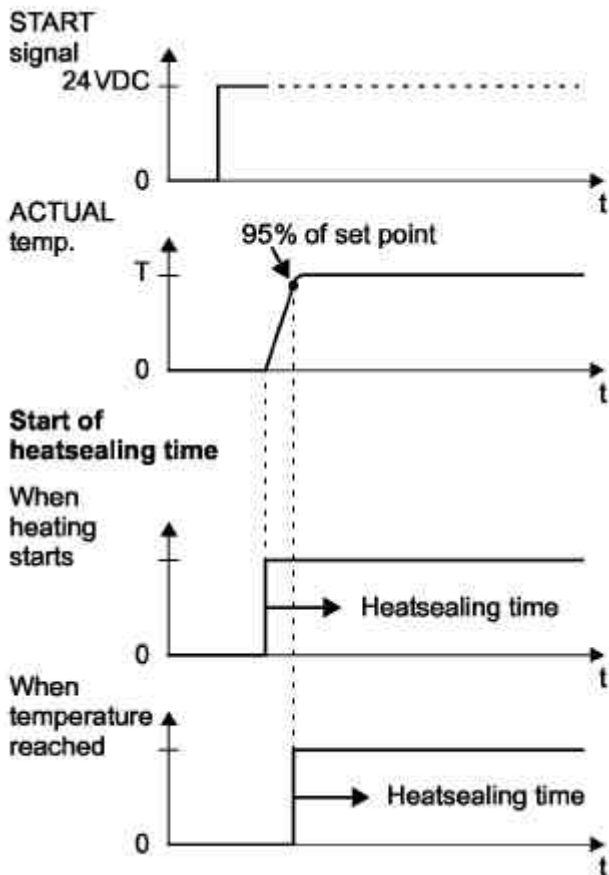 START
signal
24VDC
0
t
ACTUAL
temp.
95% of set point
T
0
t
Start of
heatsealing time
When
heating
starts
Heatsealing time
0
t
When
temperature
reached
Heatsealing time
0
t